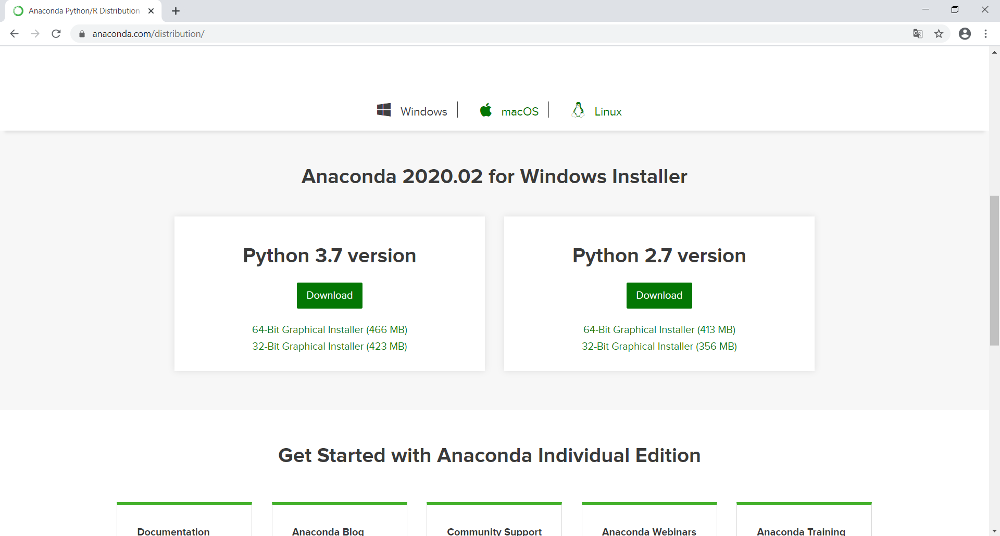 Anaconda Python/R Distribution
anaconda.com/distribution/
Windows macOS Linux
Anaconda 2020.02 for Windows Installer
Python 3.7 version
Download
64-Bit Graphical Installer (466 MB)
32-Bit Graphical Installer (423 MB)
Python 2.7 version
Download
64-Bit Graphical Installer (413 MB)
32-Bit Graphical Installer (356 MB)
Get Started with Anaconda Individual Edition
Documentation
Anaconda Blog
Community Support
Anaconda Webinars
Anaconda Training